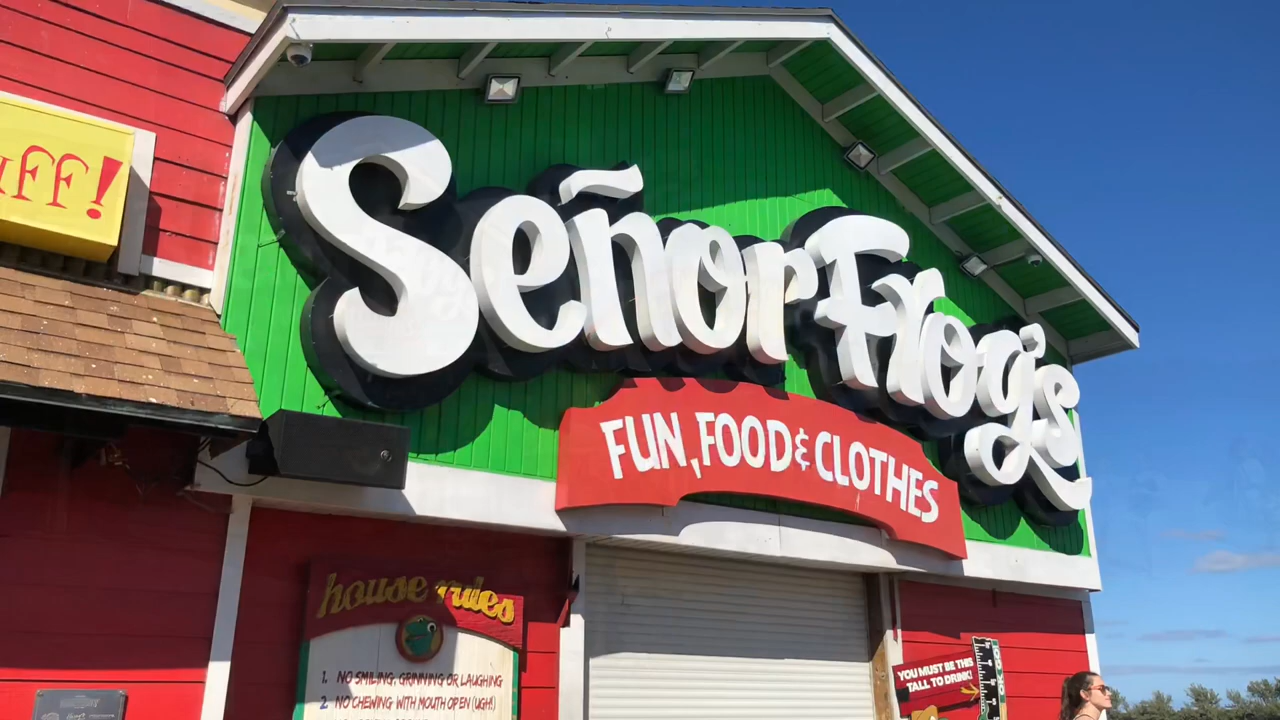 FF!
Señor Frog's
FUN, FOOD & CLOTHES
house rules
1. NO SMILING, GRINNING OR LAUGHING
2. NO CHEWING WITH MOUTH OPEN (UGH!)
YOU MUST BE THIS
TALL TO DRINK!